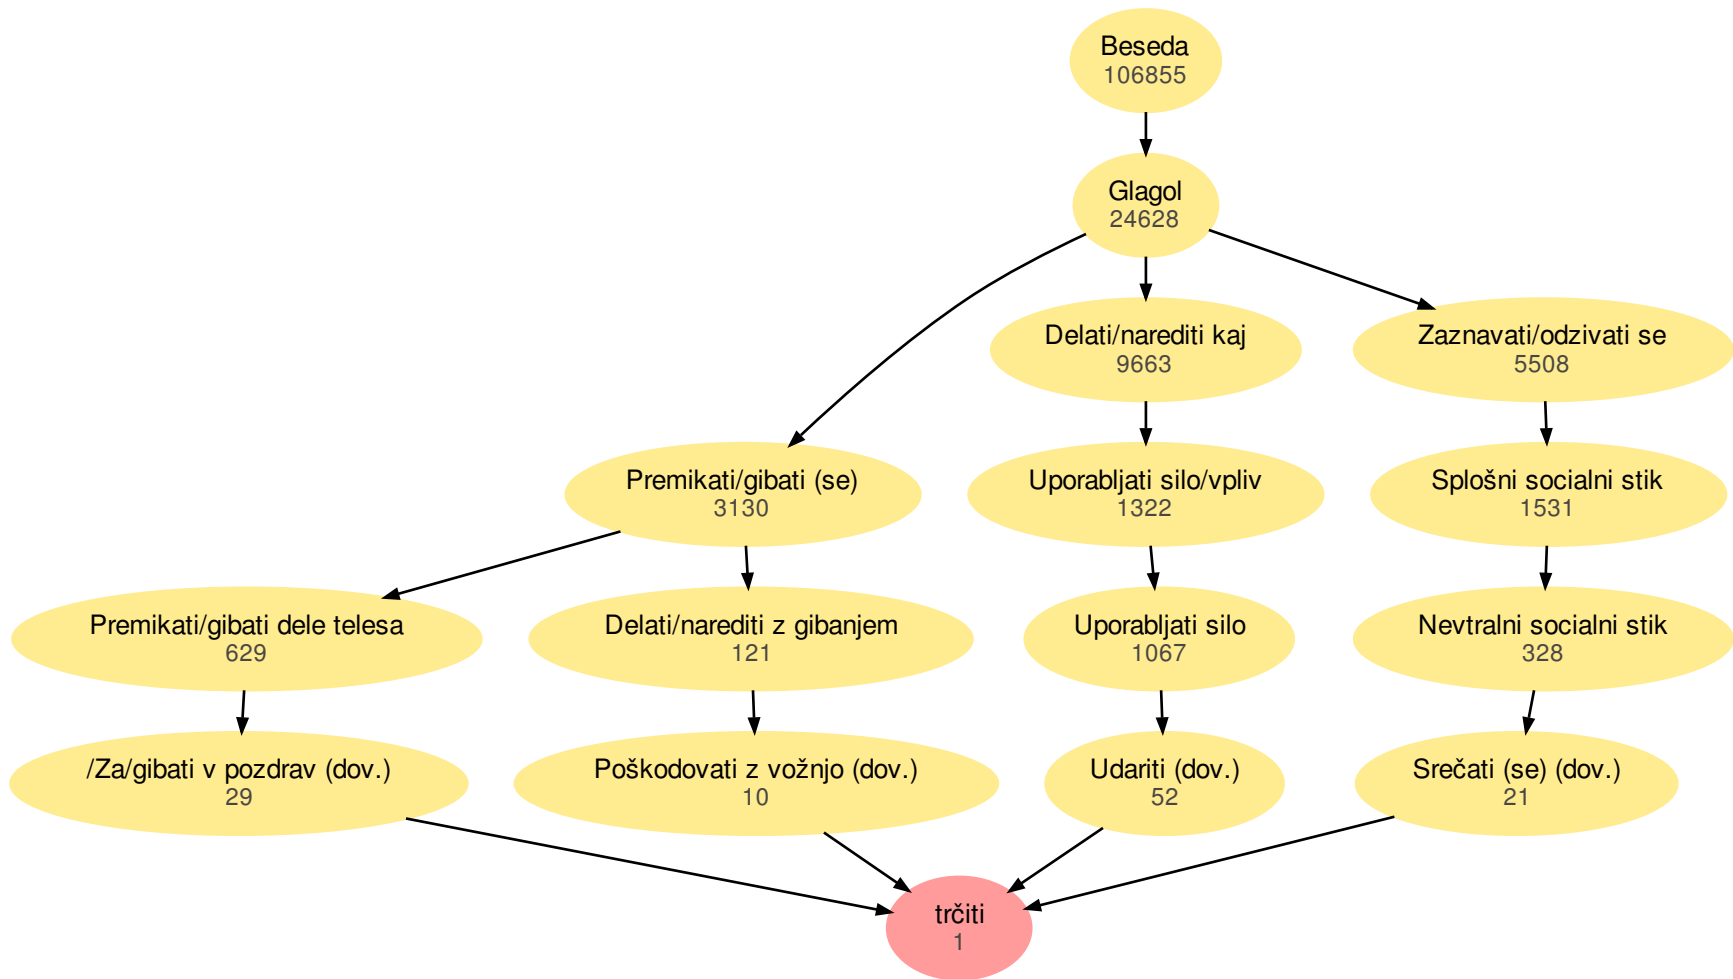 Beseda
106855
Glagol
24628
Delati/narediti kaj
9663
Zaznavati/odzivati se
5508
Premikati/gibati (se)
3130
Uporabljati silo/vpliv
1322
Splošni socialni stik
1531
Premikati/gibati dele telesa
629
Delati/narediti z gibanjem
121
Uporabljati silo
1067
Nevtralni socialni stik
328
/Za/gibati v pozdrav (dov.)
29
Poškodovati z vožnjo (dov.)
10
Udariti (dov.)
52
Srečati (se) (dov.)
21
trčiti
1